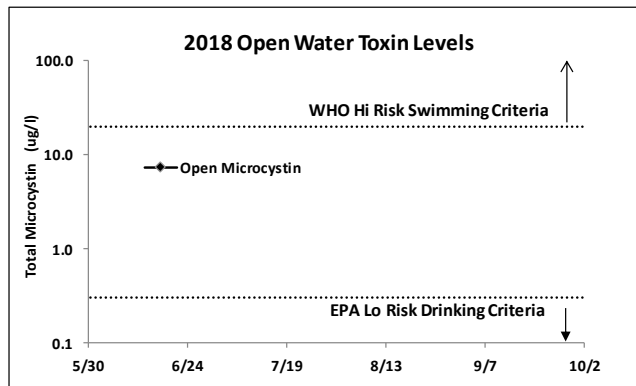 2018 Open Water Toxin Levels
100.0
WHO Hi Risk Swimming Criteria
10.0
Open Microcystin
Total Microcystin (ug/l)
1.0
EPA Lo Risk Drinking Criteria
0.1
5/30 6/24 7/19 8/13 9/7 10/2